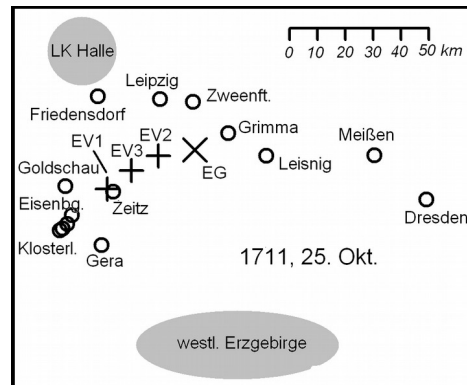 LK Halle
0 10 20 30 40 50
km
Leipzig
Friedensdorf
Zweenft.
Grimma
Meißen
EV1
EV2
EV3
EG
Leisnig
Goldschau
Eisenbg.
Zeitz
Dresden
Klosterl.
Gera
1711, 25. Okt.
westl. Erzgebirge